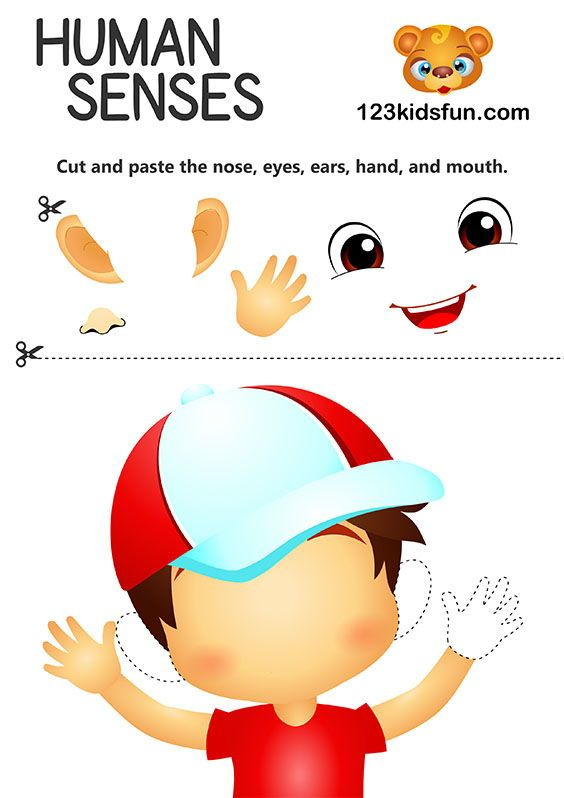 HUMAN
SENSES
123kidsfun.com
Cut and paste the nose, eyes, ears, hand, and mouth.